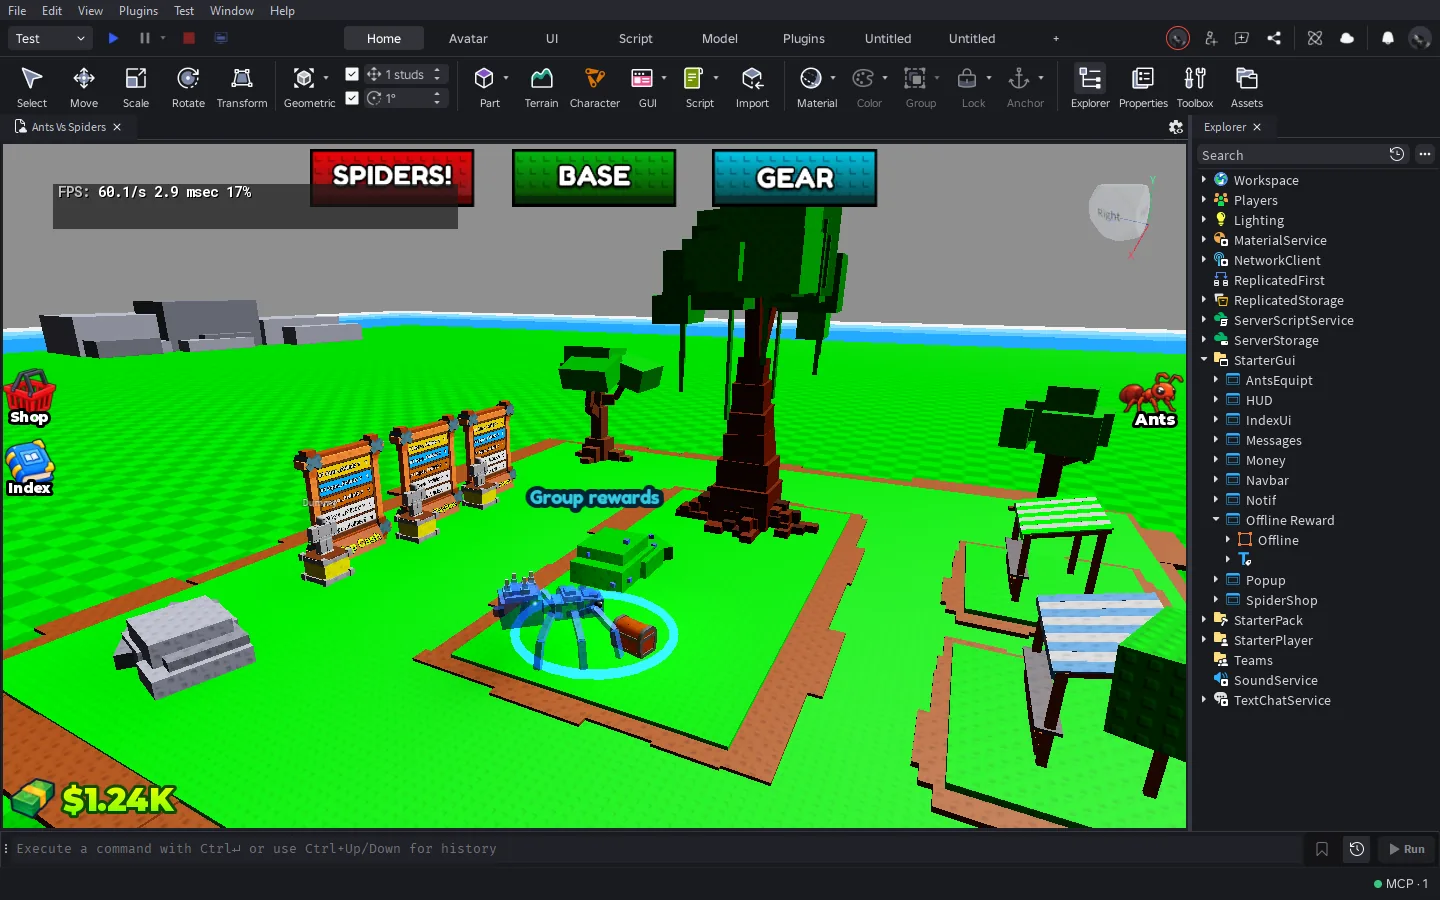 File Edit View Plugins Test Window Help
Test Home Avatar UI Script Model Plugins Untitled Untitled +
1 studs
1°
Select Move Scale Rotate Transform Geometric Part Terrain Character GUI Script Import Material Color Group Lock Anchor Explorer Properties Toolbox Assets
Ants Vs Spiders
Explorer
SPIDERS! BASE GEAR
FPS: 60.1/s 2.9 msec 17%
Y
Right
X
Shop
Index
Ants
Group rewards
$1.24K
Search
Workspace
Players
Lighting
MaterialService
NetworkClient
ReplicatedFirst
ReplicatedStorage
ServerScriptService
ServerStorage
StarterGui
AntsEquipt
HUD
IndexUi
Messages
Money
Navbar
Notif
Offline Reward
Offline
Popup
SpiderShop
StarterPack
StarterPlayer
Teams
SoundService
TextChatService
Execute a command with Ctrl↵ or use Ctrl+Up/Down for history
Run
MCP · 1